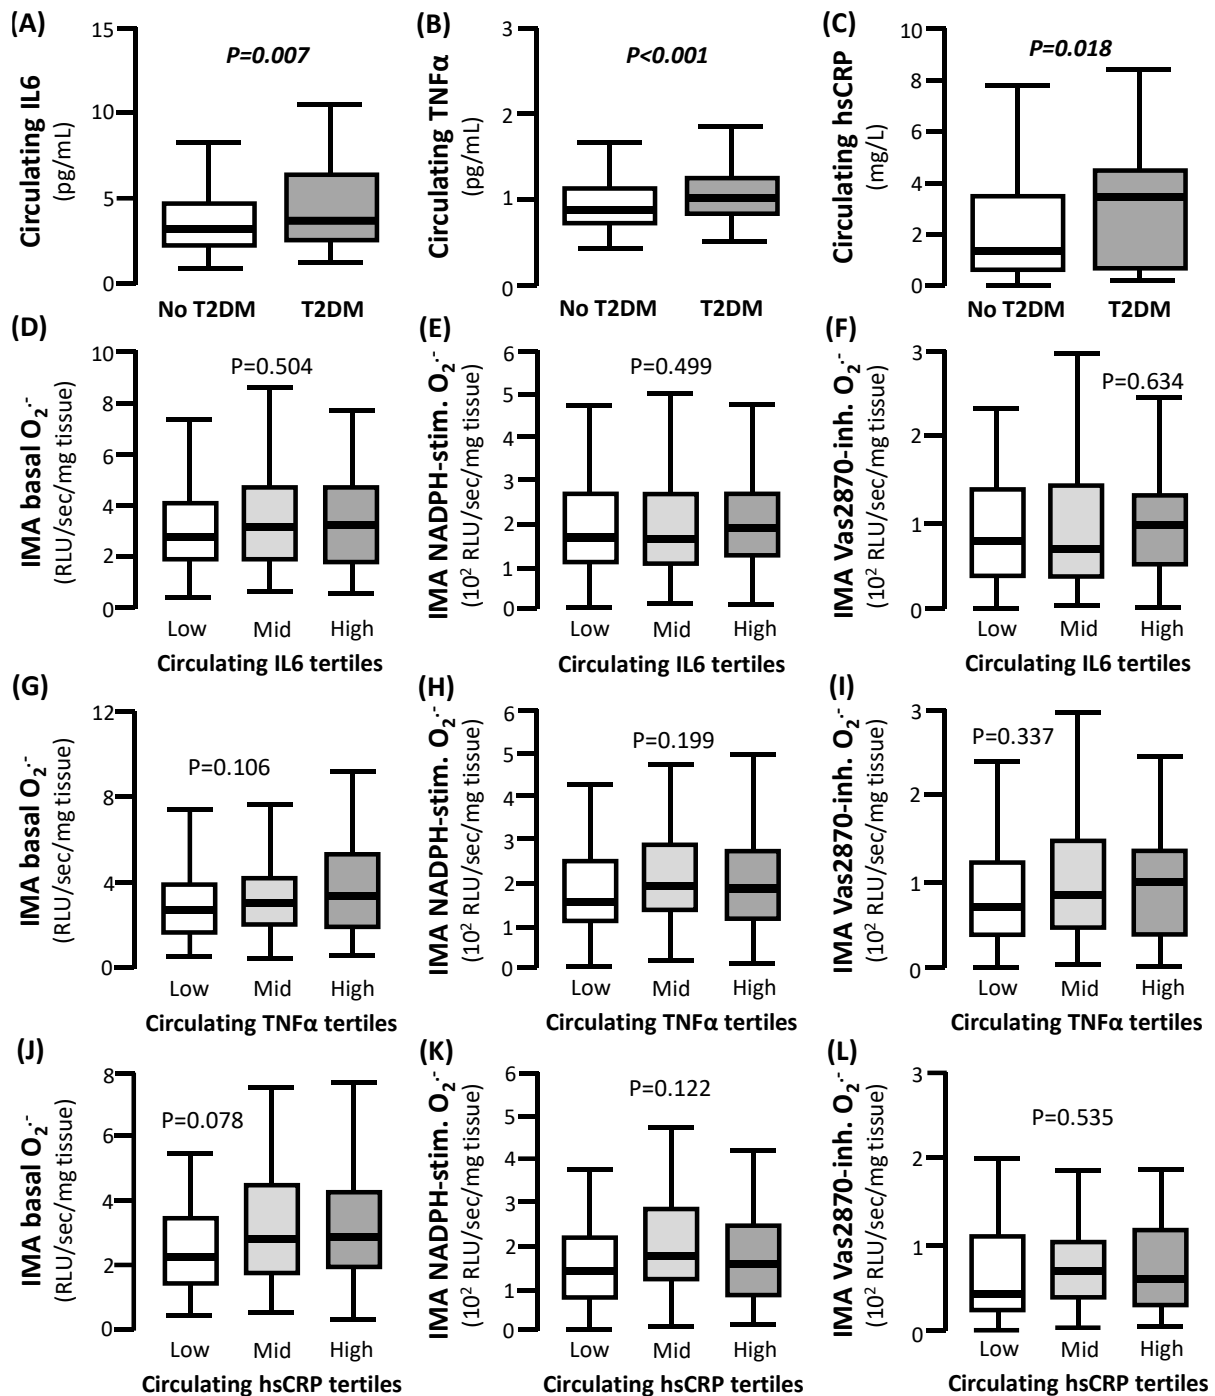 (A)
Circulating IL6
(pg/mL)
15
10
5
0
P=0.007
No T2DM
T2DM
(B)
Circulating TNFα
(pg/mL)
3
2
1
0
P<0.001
No T2DM
T2DM
(C)
Circulating hsCRP
(mg/L)
10
8
6
4
2
0
P=0.018
No T2DM
T2DM
(D)
IMA basal O₂·⁻
(RLU/sec/mg tissue)
10
8
6
4
2
0
P=0.504
Low
Mid
High
Circulating IL6 tertiles
(E)
IMA NADPH-stim. O₂·⁻
(10² RLU/sec/mg tissue)
6
5
4
3
2
1
0
P=0.499
Low
Mid
High
Circulating IL6 tertiles
(F)
IMA Vas2870-inh. O₂·⁻
(10² RLU/sec/mg tissue)
3
2
1
0
P=0.634
Low
Mid
High
Circulating IL6 tertiles
(G)
IMA basal O₂·⁻
(RLU/sec/mg tissue)
12
8
4
0
P=0.106
Low
Mid
High
Circulating TNFα tertiles
(H)
IMA NADPH-stim. O₂·⁻
(10² RLU/sec/mg tissue)
6
5
4
3
2
1
0
P=0.199
Low
Mid
High
Circulating TNFα tertiles
(I)
IMA Vas2870-inh. O₂·⁻
(10² RLU/sec/mg tissue)
3
2
1
0
P=0.337
Low
Mid
High
Circulating TNFα tertiles
(J)
IMA basal O₂·⁻
(RLU/sec/mg tissue)
8
6
4
2
0
P=0.078
Low
Mid
High
Circulating hsCRP tertiles
(K)
IMA NADPH-stim. O₂·⁻
(10² RLU/sec/mg tissue)
6
5
4
3
2
1
0
P=0.122
Low
Mid
High
Circulating hsCRP tertiles
(L)
IMA Vas2870-inh. O₂·⁻
(10² RLU/sec/mg tissue)
3
2
1
0
P=0.535
Low
Mid
High
Circulating hsCRP tertiles